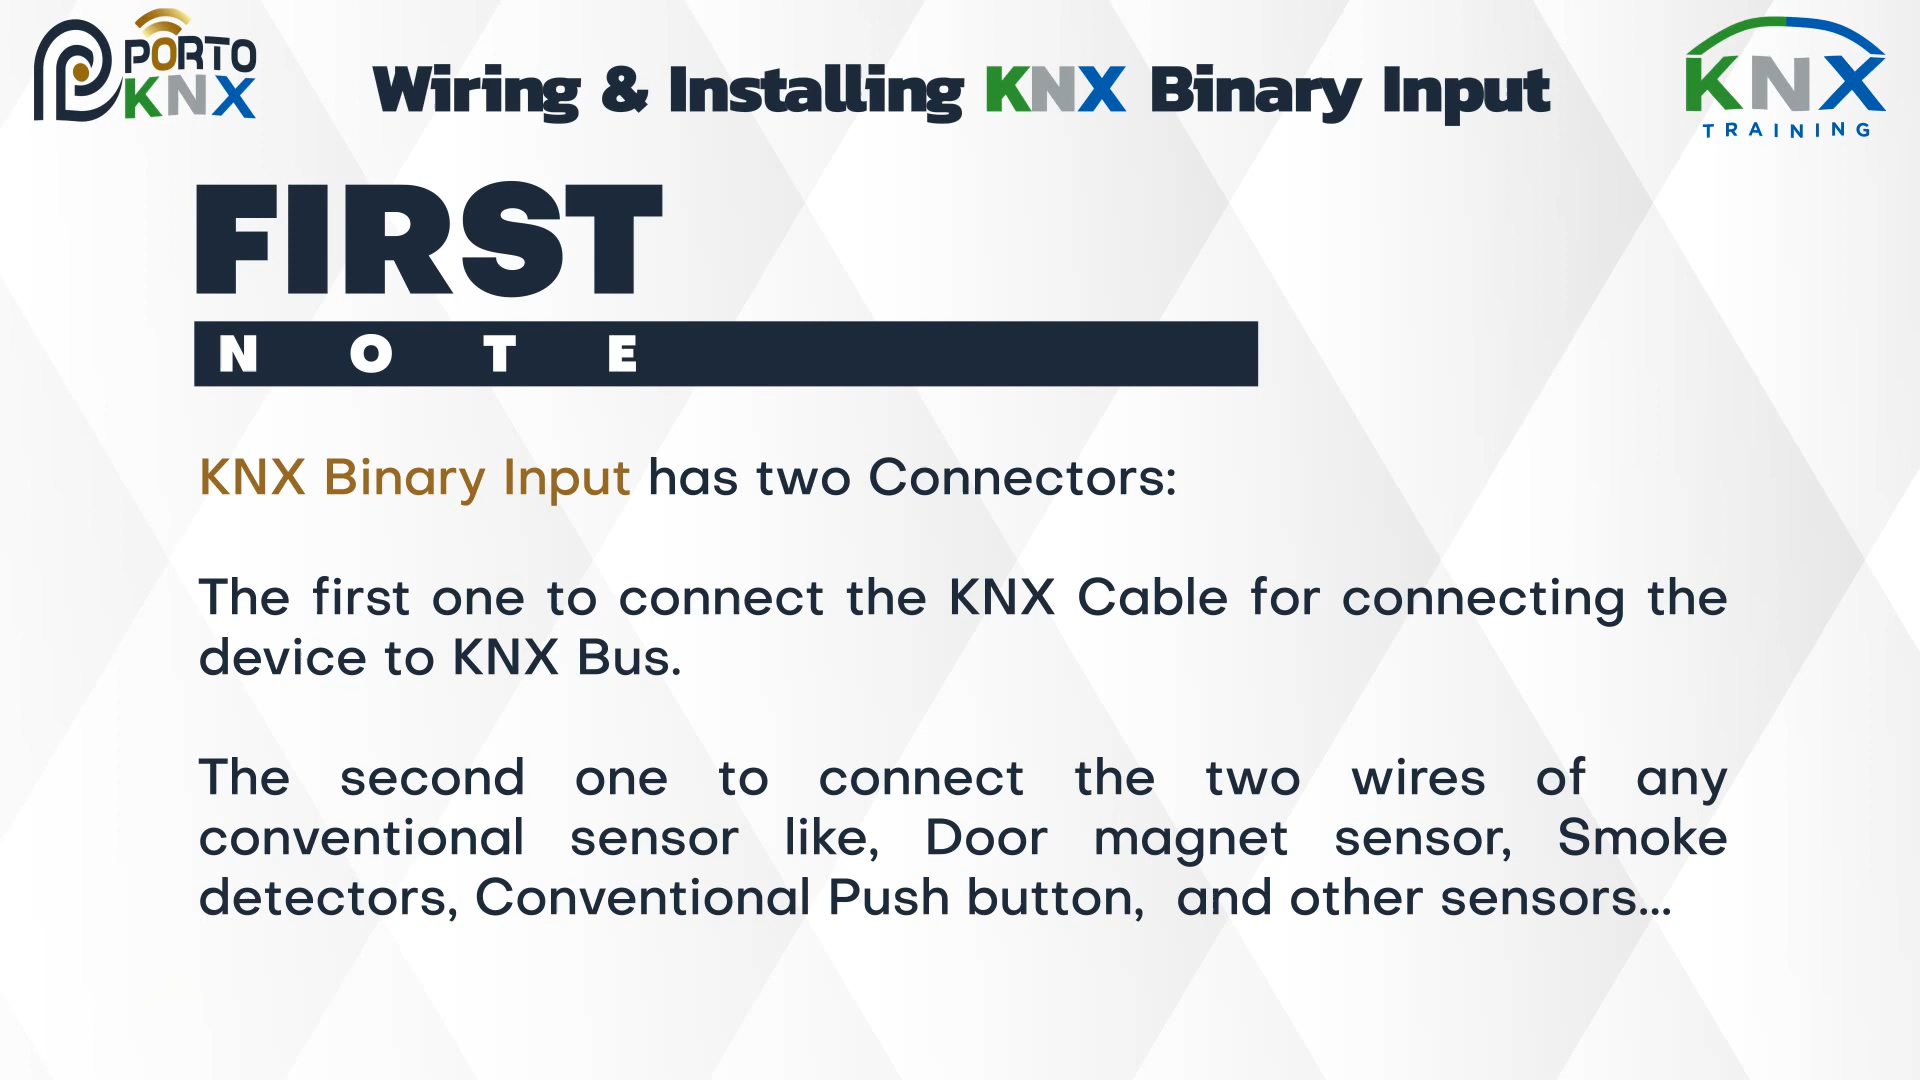 PORTO
KNX
Wiring & Installing KNX Binary Input
KNX
TRAINING
FIRST
NOTE
KNX Binary Input has two Connectors:
The first one to connect the KNX Cable for connecting the
device to KNX Bus.
The second one to connect the two wires of any
conventional sensor like, Door magnet sensor, Smoke
detectors, Conventional Push button,  and other sensors...